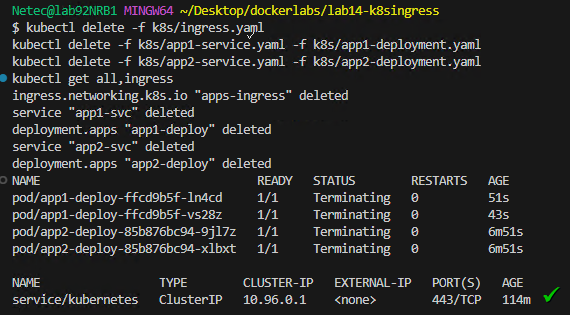 Netec@lab92NRB1 MINGW64 ~/Desktop/dockerlabs/lab14-k8singress
$ kubectl delete -f k8s/ingress.yaml
kubectl delete -f k8s/app1-service.yaml -f k8s/app1-deployment.yaml
kubectl delete -f k8s/app2-service.yaml -f k8s/app2-deployment.yaml
kubectl get all,ingress
ingress.networking.k8s.io "apps-ingress" deleted
service "app1-svc" deleted
deployment.apps "app1-deploy" deleted
service "app2-svc" deleted
deployment.apps "app2-deploy" deleted
NAME READY STATUS RESTARTS AGE
pod/app1-deploy-ffcd9b5f-ln4cd 1/1 Terminating 0 51s
pod/app1-deploy-ffcd9b5f-vs28z 1/1 Terminating 0 43s
pod/app2-deploy-85b876bc94-9jl7z 1/1 Terminating 0 6m51s
pod/app2-deploy-85b876bc94-xlbxt 1/1 Terminating 0 6m51s
NAME TYPE CLUSTER-IP EXTERNAL-IP PORT(S) AGE
service/kubernetes ClusterIP 10.96.0.1 <none> 443/TCP 114m